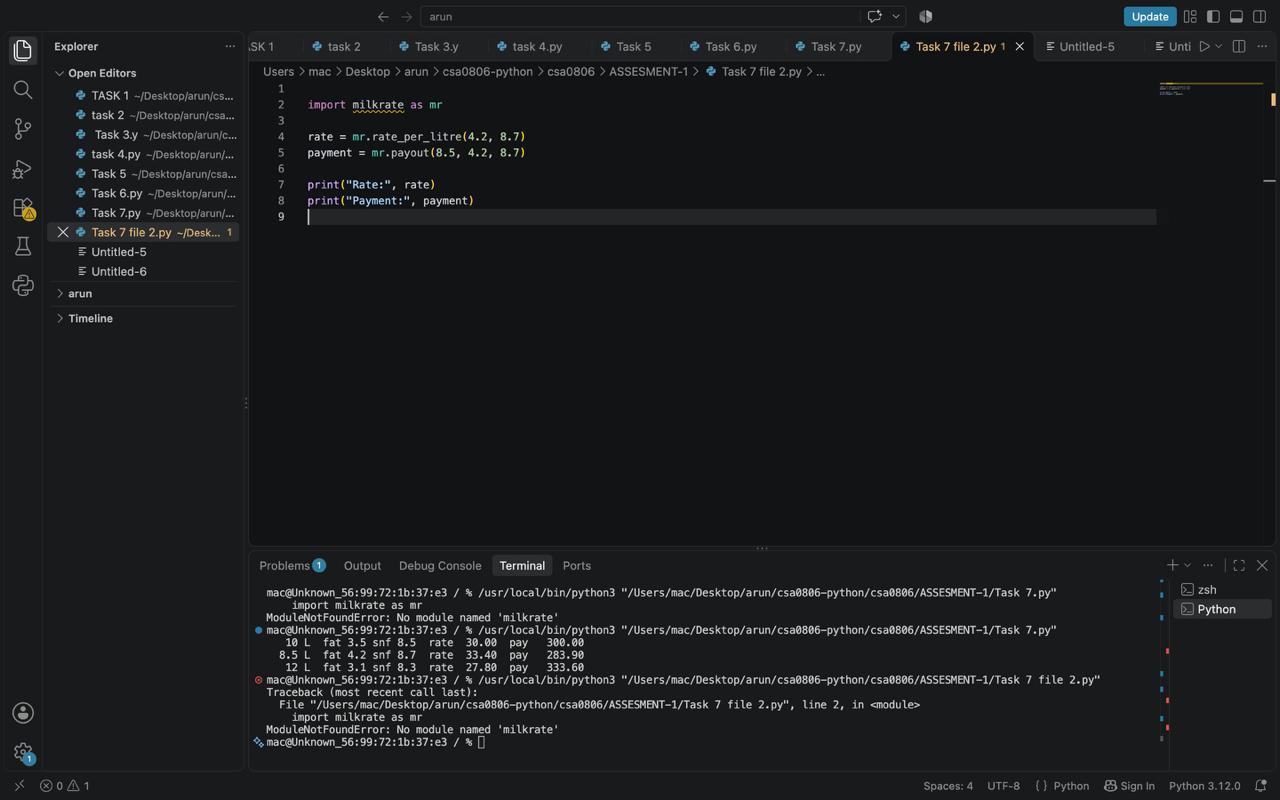 arun
Update
Explorer
Open Editors
TASK 1 ~/Desktop/arun/cs...
task 2 ~/Desktop/arun/csa...
Task 3.y ~/Desktop/arun/c...
task 4.py ~/Desktop/arun/...
Task 5 ~/Desktop/arun/csa...
Task 6.py ~/Desktop/arun/...
Task 7.py ~/Desktop/arun/...
Task 7 file 2.py ~/Desk... 1
Untitled-5
Untitled-6
arun
Timeline
SK 1 task 2 Task 3.y task 4.py Task 5 Task 6.py Task 7.py Task 7 file 2.py 1 Untitled-5 Unti
Users > mac > Desktop > arun > csa0806-python > csa0806 > ASSESMENT-1 > Task 7 file 2.py > ...
1
2 import milkrate as mr
3
4 rate = mr.rate_per_litre(4.2, 8.7)
5 payment = mr.payout(8.5, 4.2, 8.7)
6
7 print("Rate:", rate)
8 print("Payment:", payment)
9
Problems 1 Output Debug Console Terminal Ports
mac@Unknown_56:99:72:1b:37:e3 / % /usr/local/bin/python3 "/Users/mac/Desktop/arun/csa0806-python/csa0806/ASSESMENT-1/Task 7.py"
import milkrate as mr
ModuleNotFoundError: No module named 'milkrate'
mac@Unknown_56:99:72:1b:37:e3 / % /usr/local/bin/python3 "/Users/mac/Desktop/arun/csa0806-python/csa0806/ASSESMENT-1/Task 7.py"
10 L fat 3.5 snf 8.5 rate 30.00 pay 300.00
8.5 L fat 4.2 snf 8.7 rate 33.40 pay 283.90
12 L fat 3.1 snf 8.3 rate 27.80 pay 333.60
mac@Unknown_56:99:72:1b:37:e3 / % /usr/local/bin/python3 "/Users/mac/Desktop/arun/csa0806-python/csa0806/ASSESMENT-1/Task 7 file 2.py"
Traceback (most recent call last):
File "/Users/mac/Desktop/arun/csa0806-python/csa0806/ASSESMENT-1/Task 7 file 2.py", line 2, in <module>
import milkrate as mr
ModuleNotFoundError: No module named 'milkrate'
mac@Unknown_56:99:72:1b:37:e3 / %
zsh
Python
1
0 1 Spaces: 4 UTF-8 { } Python Sign In Python 3.12.0